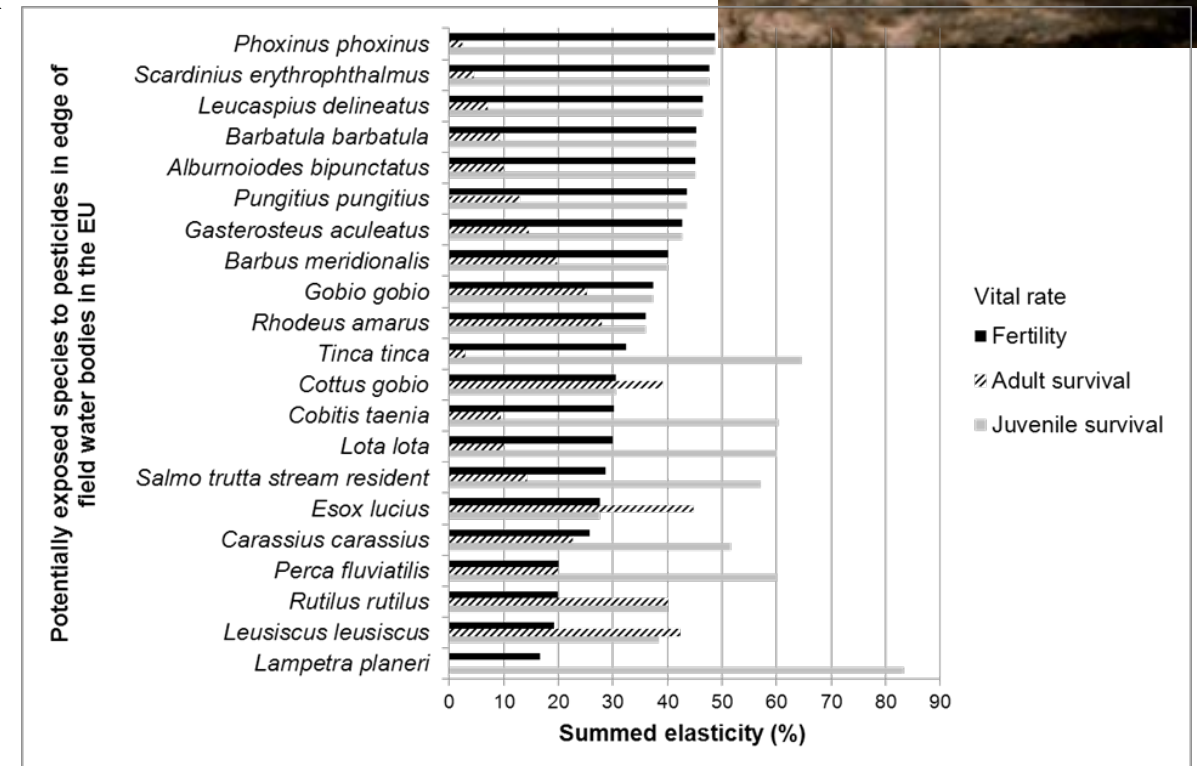 Potentially exposed species to pesticides in edge of
field water bodies in the EU
Phoxinus phoxinus
Scardinius erythrophthalmus
Leucaspius delineatus
Barbatula barbatula
Alburnoiodes bipunctatus
Pungitius pungitius
Gasterosteus aculeatus
Barbus meridionalis
Gobio gobio
Rhodeus amarus
Tinca tinca
Cottus gobio
Cobitis taenia
Lota lota
Salmo trutta stream resident
Esox lucius
Carassius carassius
Perca fluviatilis
Rutilus rutilus
Leusiscus leusiscus
Lampetra planeri
0 10 20 30 40 50 60 70 80 90
Summed elasticity (%)
Vital rate
Fertility
Adult survival
Juvenile survival